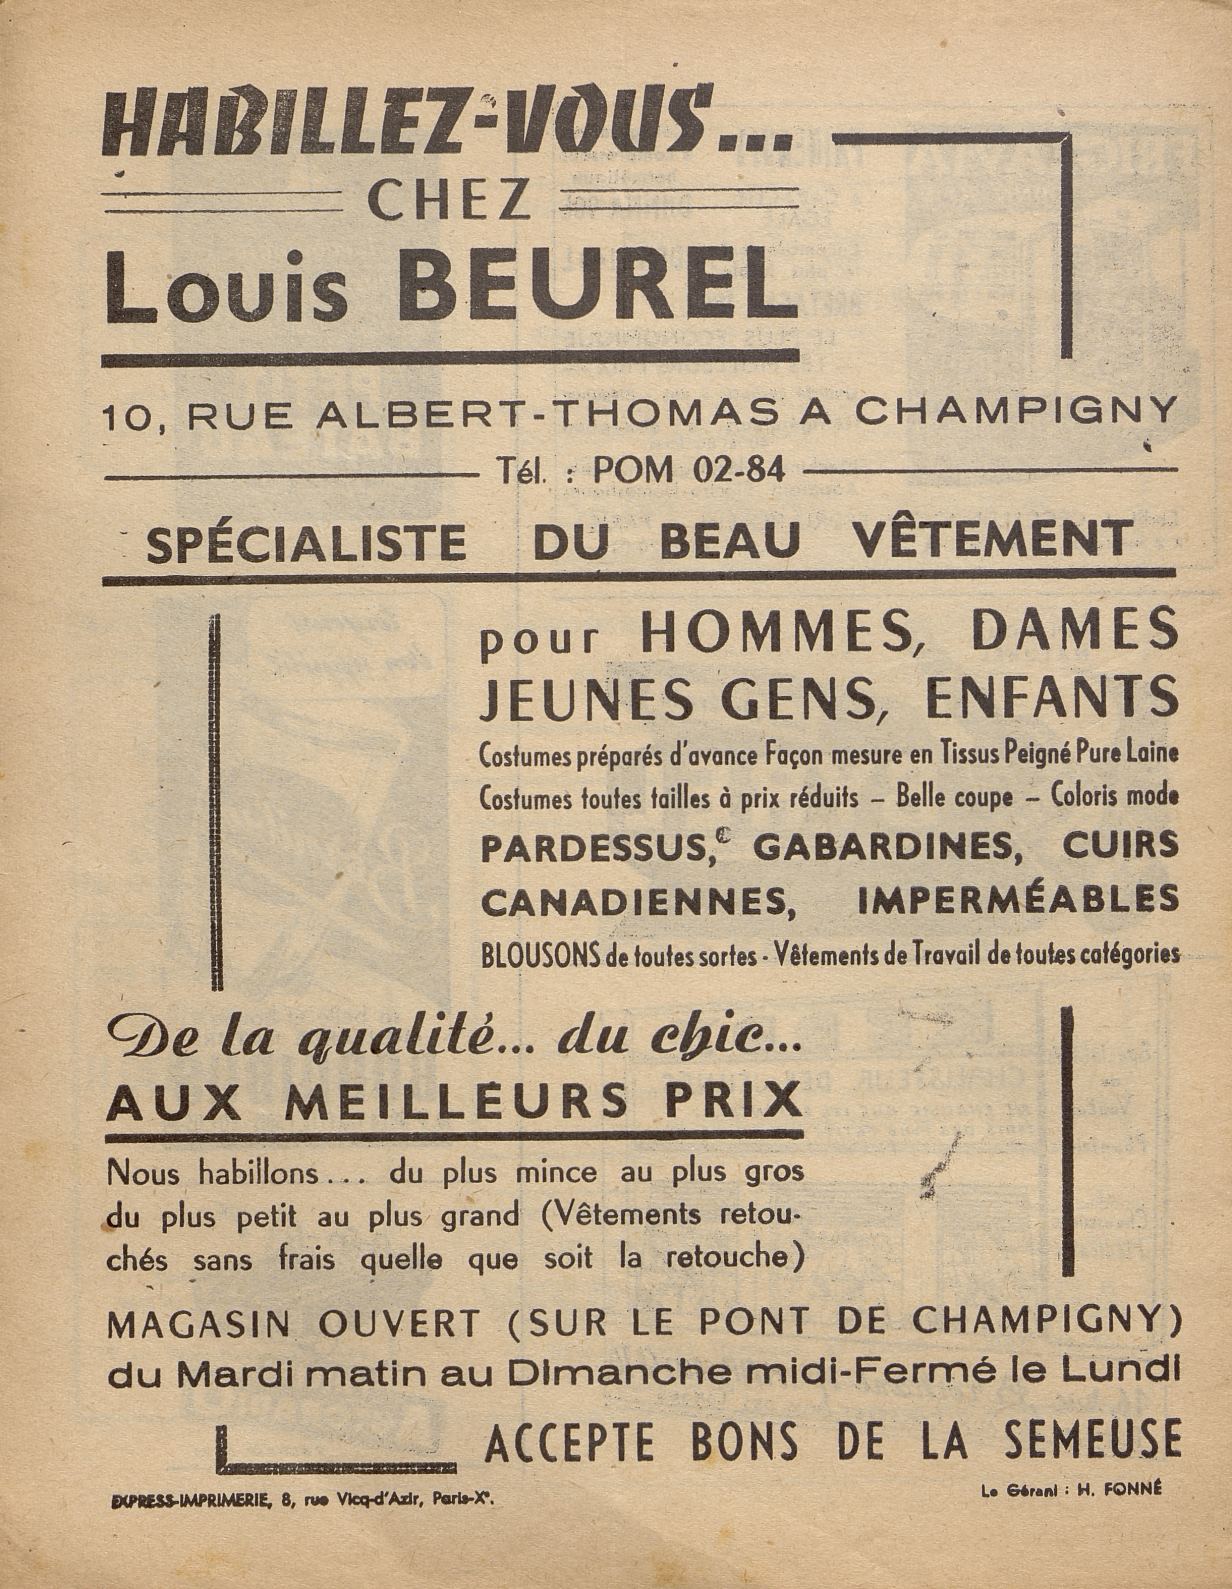 HABILLEZ-VOUS...
CHEZ
Louis BEUREL
10, RUE ALBERT-THOMAS A CHAMPIGNY
Tél. : POM 02-84
SPÉCIALISTE DU BEAU VÊTEMENT
pour HOMMES, DAMES
JEUNES GENS, ENFANTS
Costumes préparés d'avance Façon mesure en Tissus Peigné Pure Laine
Costumes toutes tailles à prix réduits – Belle coupe – Coloris mode
PARDESSUS, GABARDINES, CUIRS
CANADIENNES, IMPERMÉABLES
BLOUSONS de toutes sortes - Vêtements de Travail de toutes catégories
De la qualité... du chic...
AUX MEILLEURS PRIX
Nous habillons... du plus mince au plus gros
du plus petit au plus grand (Vêtements retou-
chés sans frais quelle que soit la retouche)
MAGASIN OUVERT (SUR LE PONT DE CHAMPIGNY)
du Mardi matin au Dimanche midi-Fermé le Lundi
ACCEPTE BONS DE LA SEMEUSE
EXPRESS-IMPRIMERIE, 8, rue Vicq-d'Azir, Paris-Xe.
Le Gérant : H. FONNÉ